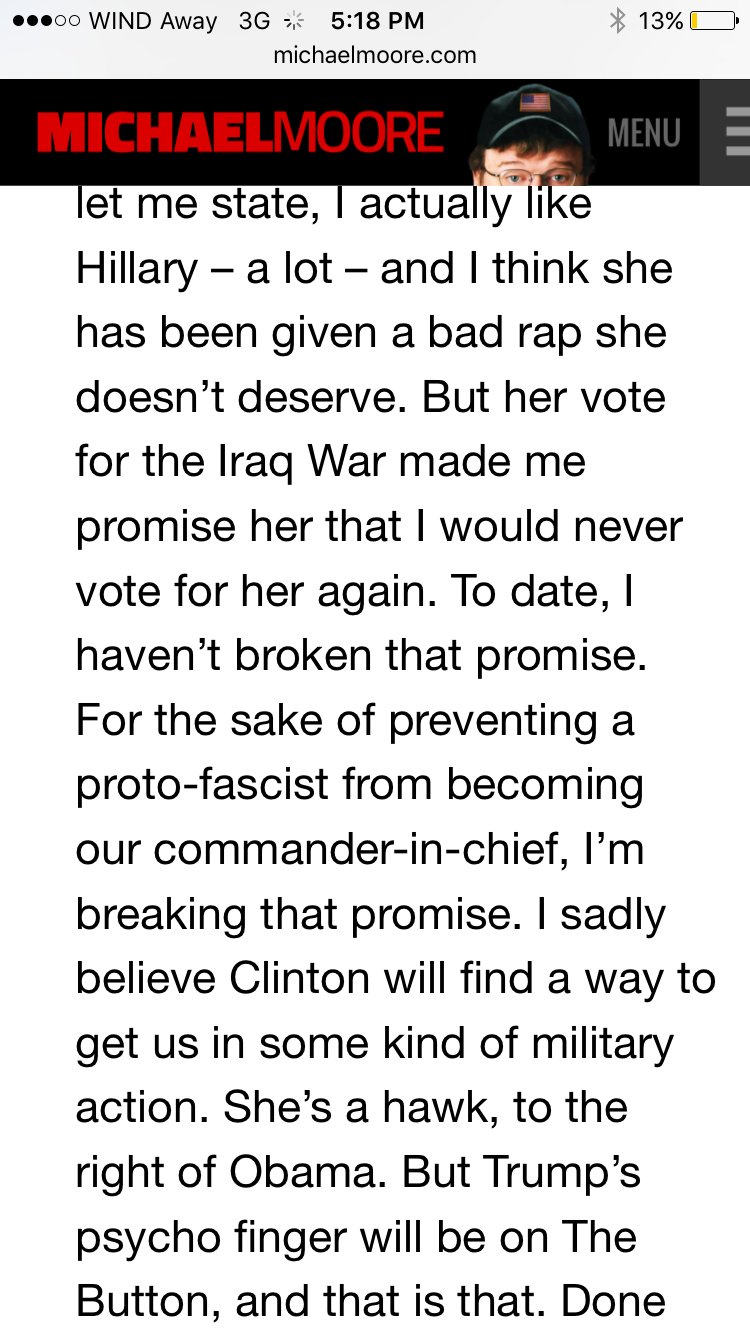 WIND Away 3G 5:18 PM 13%
michaelmoore.com
MICHAELMOORE MENU
let me state, I actually like
Hillary – a lot – and I think she
has been given a bad rap she
doesn’t deserve. But her vote
for the Iraq War made me
promise her that I would never
vote for her again. To date, I
haven’t broken that promise.
For the sake of preventing a
proto-fascist from becoming
our commander-in-chief, I’m
breaking that promise. I sadly
believe Clinton will find a way to
get us in some kind of military
action. She’s a hawk, to the
right of Obama. But Trump’s
psycho finger will be on The
Button, and that is that. Done